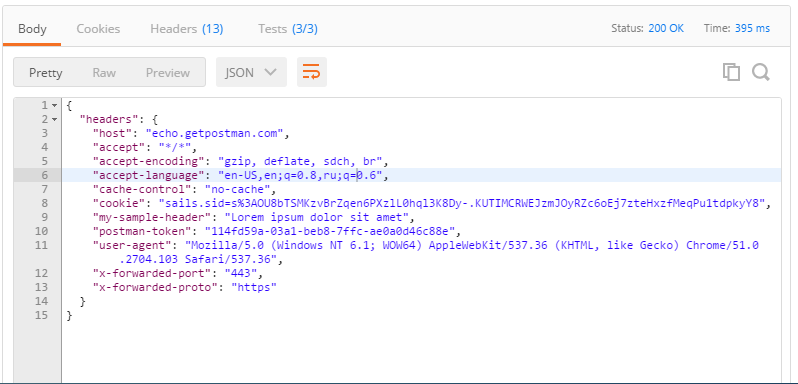 Body Cookies Headers (13) Tests (3/3) Status: 200 OK Time: 395 ms
Pretty Raw Preview JSON
1 {
2 "headers": {
3 "host": "echo.getpostman.com",
4 "accept": "*/*",
5 "accept-encoding": "gzip, deflate, sdch, br",
6 "accept-language": "en-US,en;q=0.8,ru;q=0.6",
7 "cache-control": "no-cache",
8 "cookie": "sails.sid=s%3AOU8bTSMKzvBrZqen6PXzlL0hql3K8Dy-.KUTIMCRWEJzmJOyRZc6oEj7zteHxzfMeqPu1tdpkyY8",
9 "my-sample-header": "Lorem ipsum dolor sit amet",
10 "postman-token": "114fd59a-03a1-beb8-7ffc-ae0a0d46c88e",
11 "user-agent": "Mozilla/5.0 (Windows NT 6.1; WOW64) AppleWebKit/537.36 (KHTML, like Gecko) Chrome/51.0
.2704.103 Safari/537.36",
12 "x-forwarded-port": "443",
13 "x-forwarded-proto": "https"
14 }
15 }